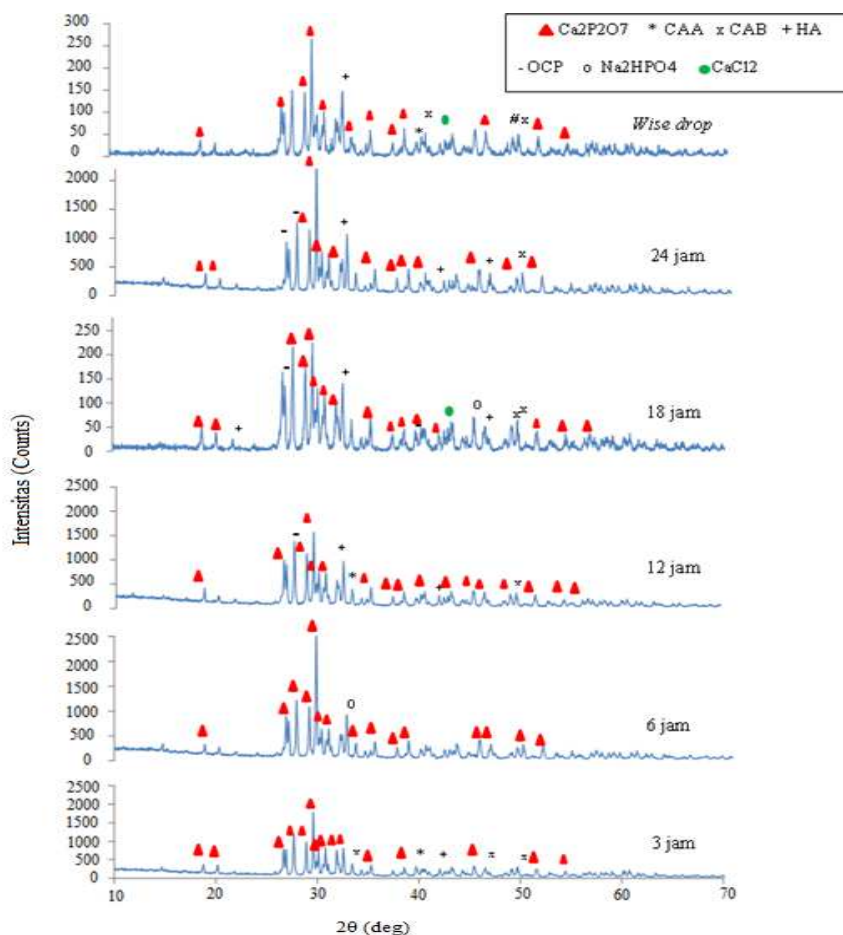 Ca2P2O7 * CAA x CAB + HA
- OCP o Na2HPO4 CaCl2
Intensitas (Counts)
300
250
200
150
100
50
0
+
x
*
#x
Wise drop
2000
1500
1000
500
0
-
-
+
+
+
x
24 jam
250
200
150
100
50
0
+
-
+
-
o
+
x
x
18 jam
2500
2000
1500
1000
500
0
-
+
*
+
x
12 jam
2500
2000
1500
1000
500
0
o
6 jam
2500
2000
1500
1000
500
0
x
*
+
x
x
3 jam
10 20 30 40 50 60 70
2θ (deg)